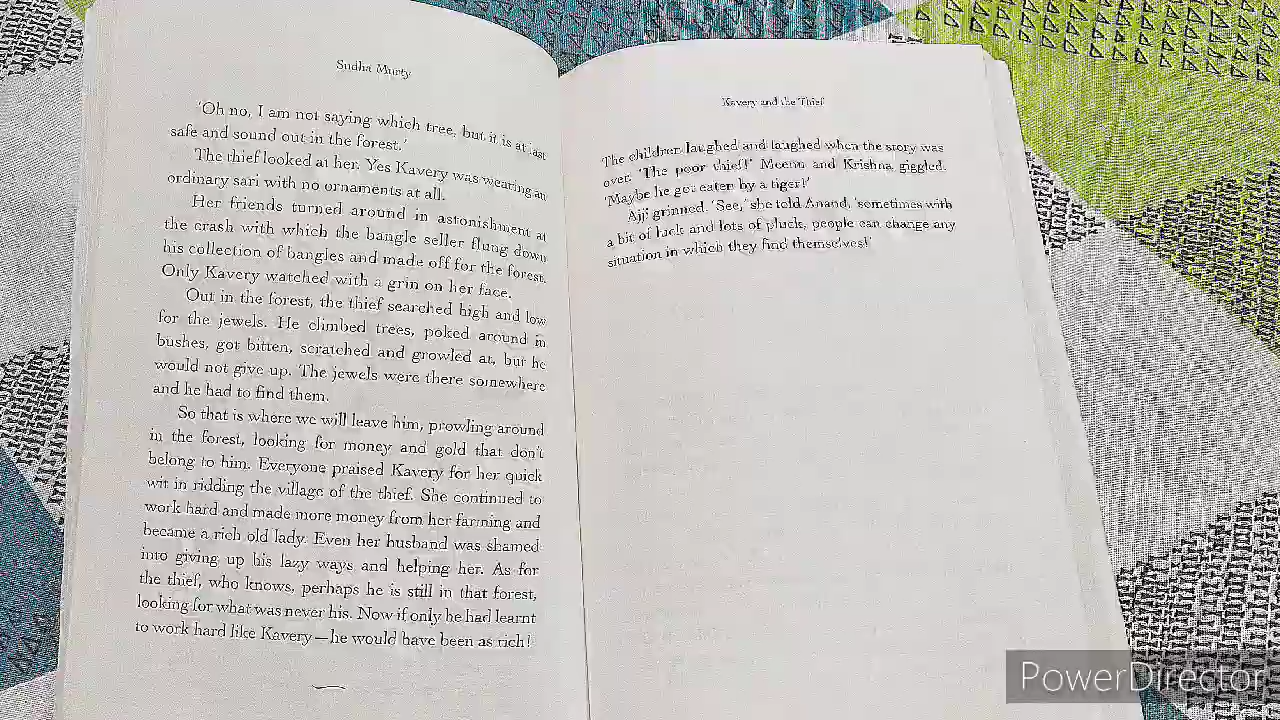 Sudha Murty
'Oh no, I am not saying which tree, but it is at last
safe and sound out in the forest.'
The thief looked at her. Yes Kavery was wearing an
ordinary sari with no ornaments at all.
Her friends turned around in astonishment at
the crash with which the bangle seller flung down
his collection of bangles and made off for the forest.
Only Kavery watched with a grin on her face.
Out in the forest, the thief searched high and low
for the jewels. He climbed trees, poked around in
bushes, got bitten, scratched and growled at, but he
would not give up. The jewels were there somewhere
and he had to find them.
So that is where we will leave him, prowling around
in the forest, looking for money and gold that don't
belong to him. Everyone praised Kavery for her quick
wit in ridding the village of the thief. She continued to
work hard and made more money from her farming and
became a rich old lady. Even her husband was shamed
into giving up his lazy ways and helping her. As for
the thief, who knows, perhaps he is still in that forest,
looking for what was never his. Now if only he had learnt
to work hard like Kavery—he would have been as rich!
Kavery and the Thief
The children laughed and laughed when the story was
over. 'The poor thief!' Meenu and Krishna giggled.
'Maybe he got eaten by a tiger!'
Ajji grinned. 'See,' she told Anand, 'sometimes with
a bit of luck and lots of pluck, people can change any
situation in which they find themselves!'
PowerDirector